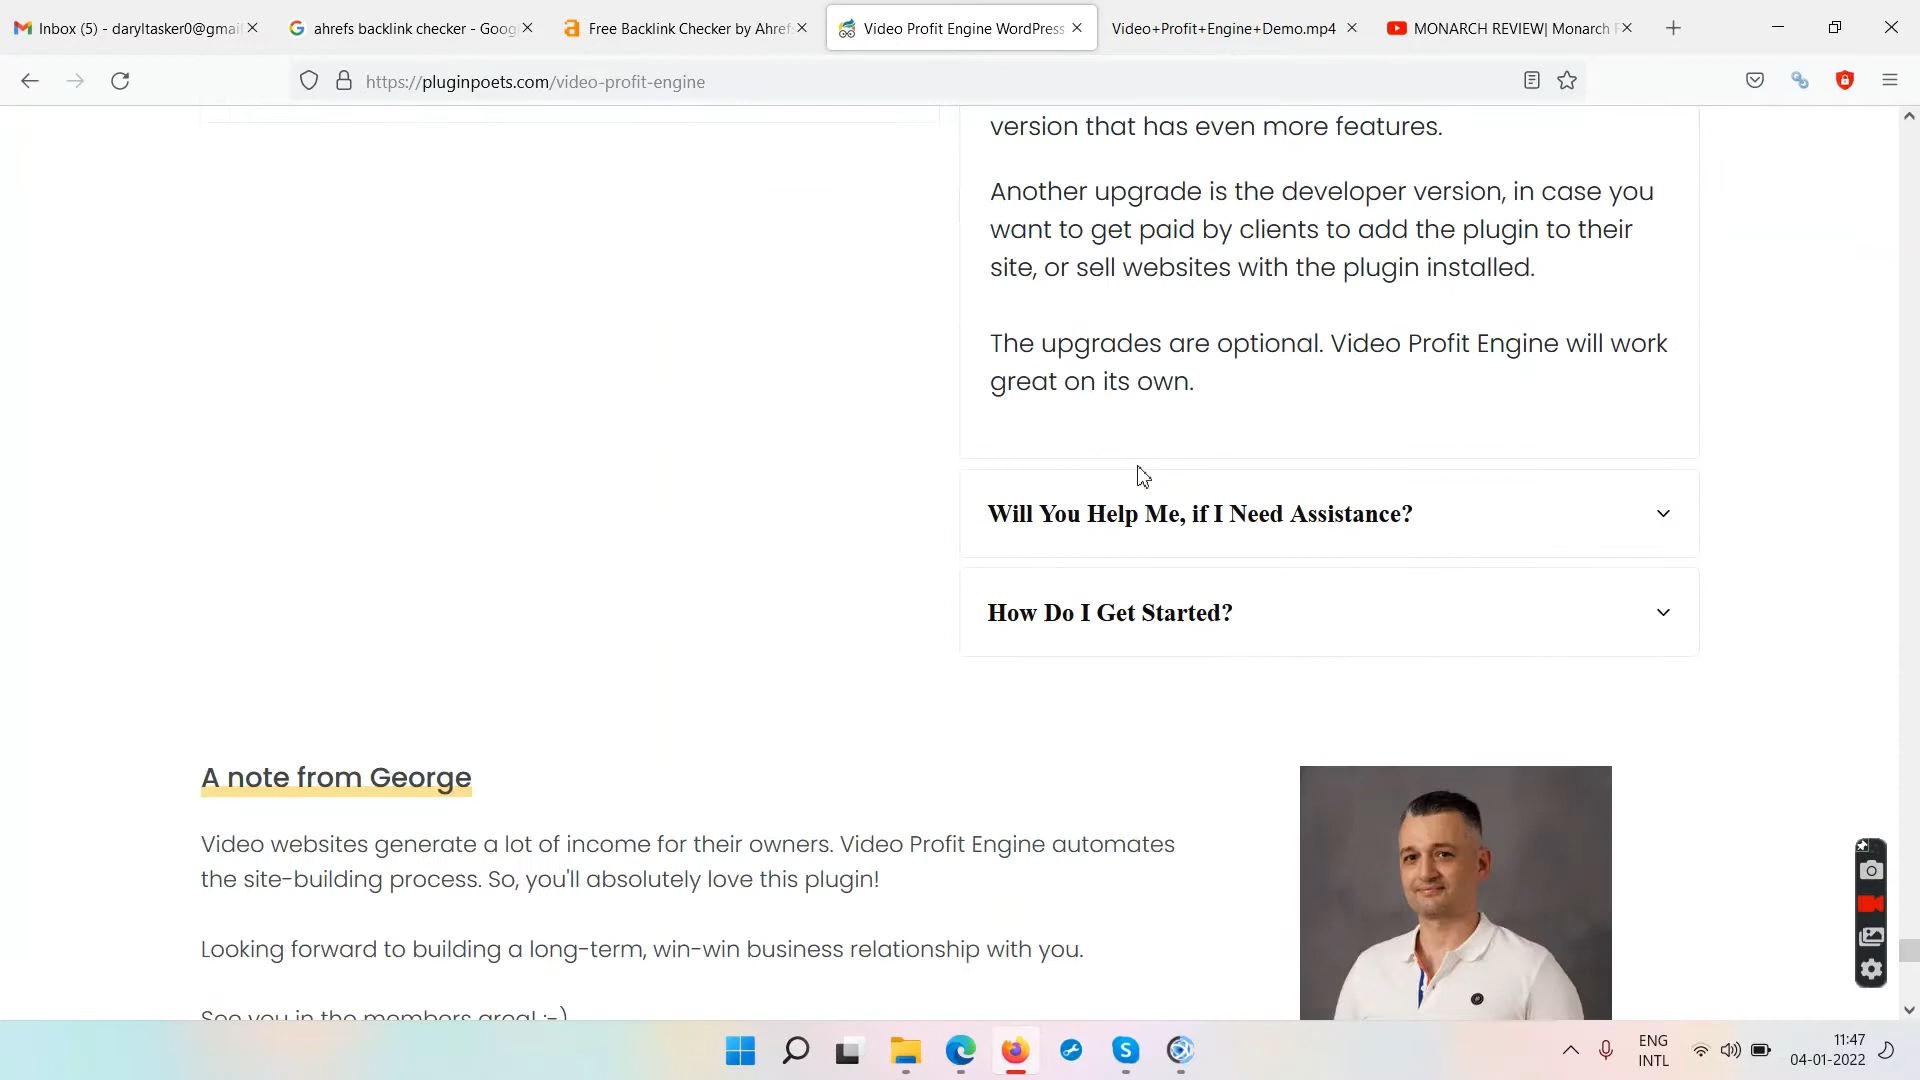 Inbox (5) - daryltasker0@gmai
ahrefs backlink checker - Goog
Free Backlink Checker by Ahref
Video Profit Engine WordPress
Video+Profit+Engine+Demo.mp4
MONARCH REVIEW| Monarch
https://pluginpoets.com/video-profit-engine
version that has even more features.
Another upgrade is the developer version, in case you
want to get paid by clients to add the plugin to their
site, or sell websites with the plugin installed.
The upgrades are optional. Video Profit Engine will work
great on its own.
Will You Help Me, if I Need Assistance?
How Do I Get Started?
A note from George
Video websites generate a lot of income for their owners. Video Profit Engine automates
the site-building process. So, you'll absolutely love this plugin!
Looking forward to building a long-term, win-win business relationship with you.
See you in the members area! :-)
ENG
INTL
11:47
04-01-2022